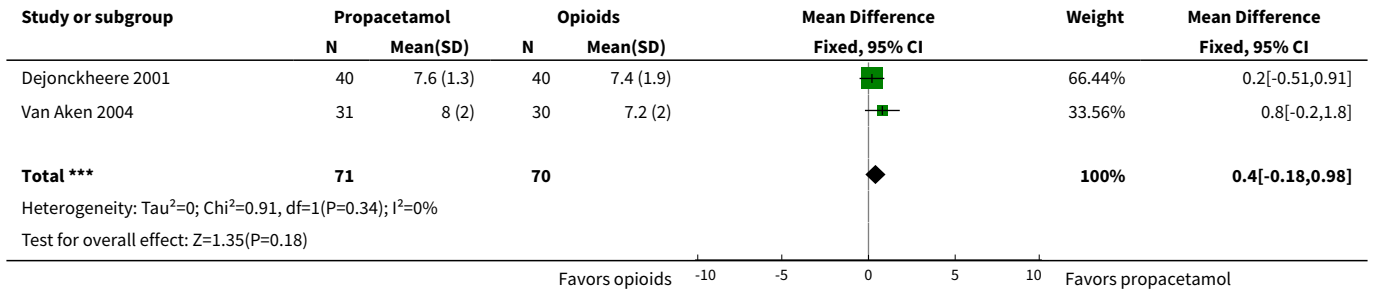 Study or subgroup Propacetamol Opioids Mean Difference Weight Mean Difference
N Mean(SD) N Mean(SD) Fixed, 95% CI Fixed, 95% CI
Dejonckheere 2001 40 7.6 (1.3) 40 7.4 (1.9) 66.44% 0.2[-0.51,0.91]
Van Aken 2004 31 8 (2) 30 7.2 (2) 33.56% 0.8[-0.2,1.8]
Total *** 71 70 100% 0.4[-0.18,0.98]
Heterogeneity: Tau²=0; Chi²=0.91, df=1(P=0.34); I²=0%
Test for overall effect: Z=1.35(P=0.18)
Favors opioids -10 -5 0 5 10 Favors propacetamol